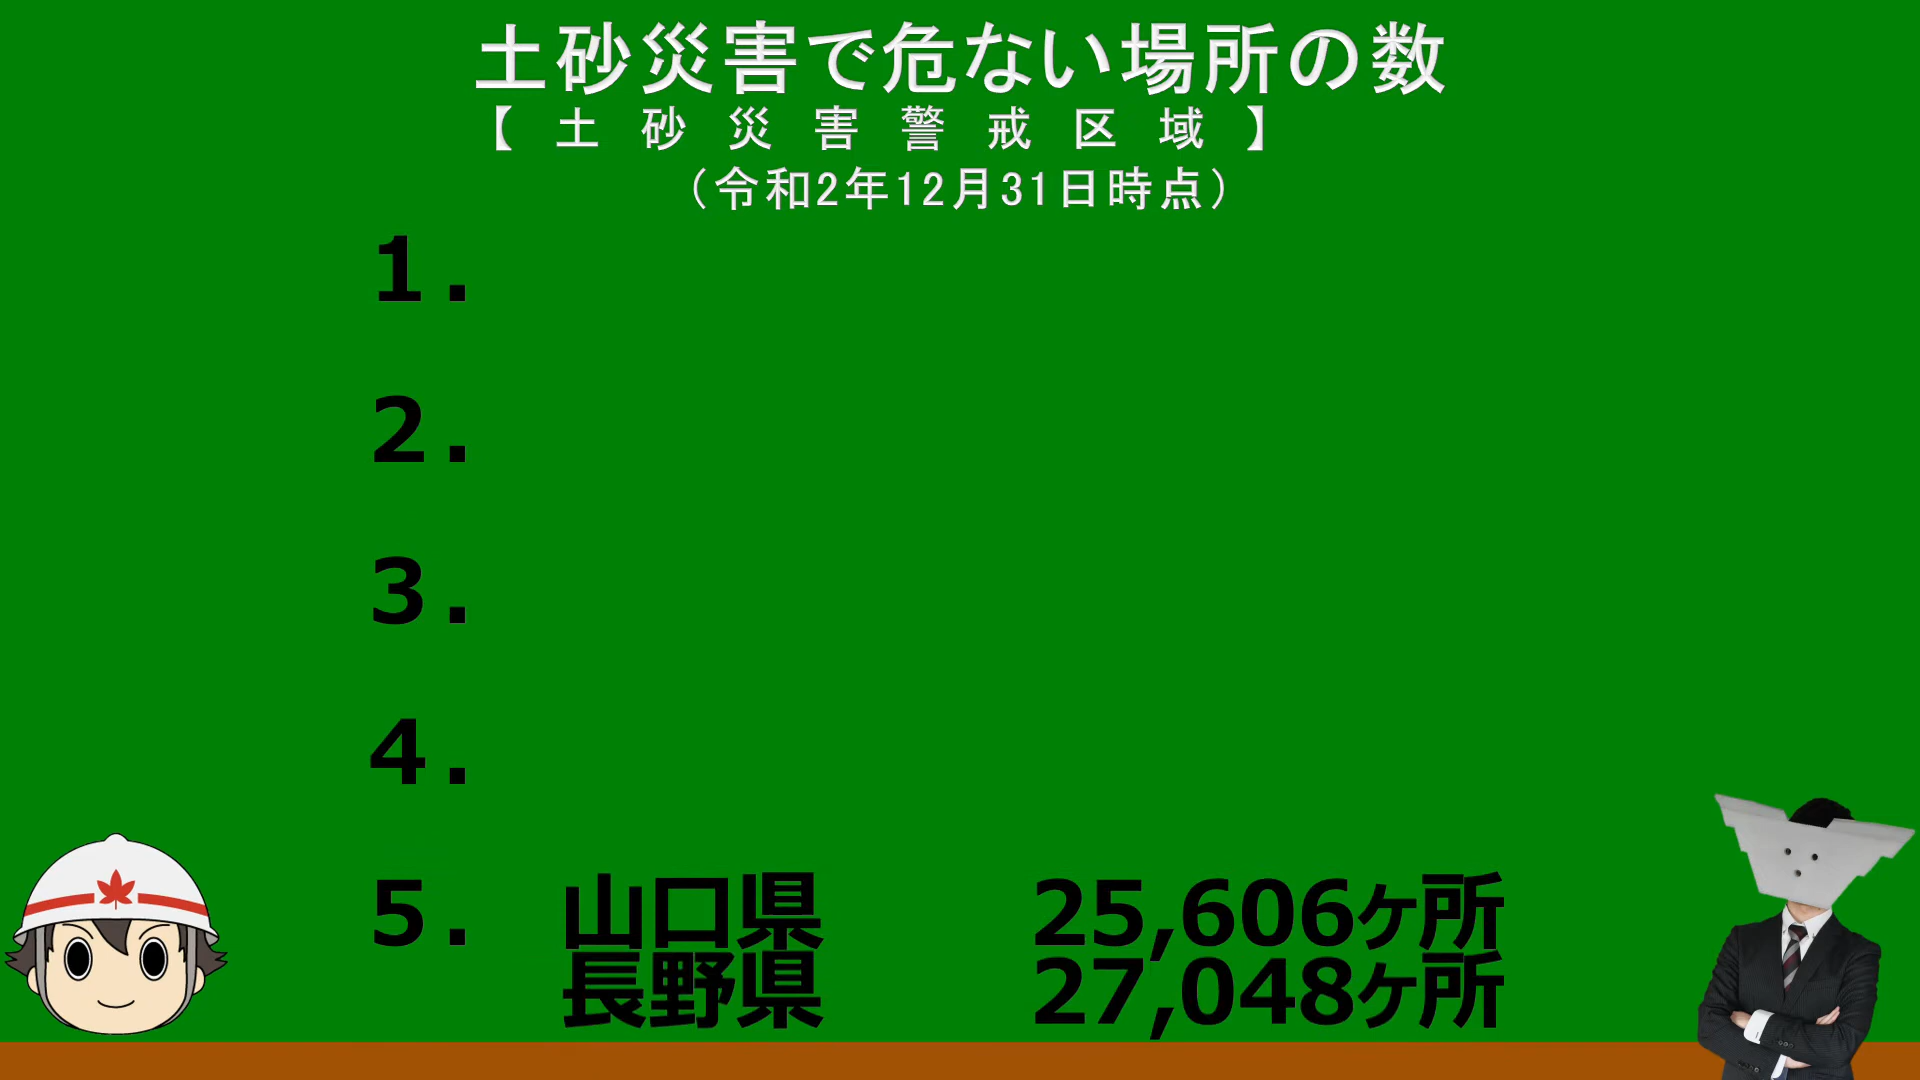 土砂災害で危ない場所の数
【土砂災害警戒区域】
（令和2年12月31日時点）
1.
2.
3.
4.
5. 山口県 25,606ヶ所
長野県 27,048ヶ所